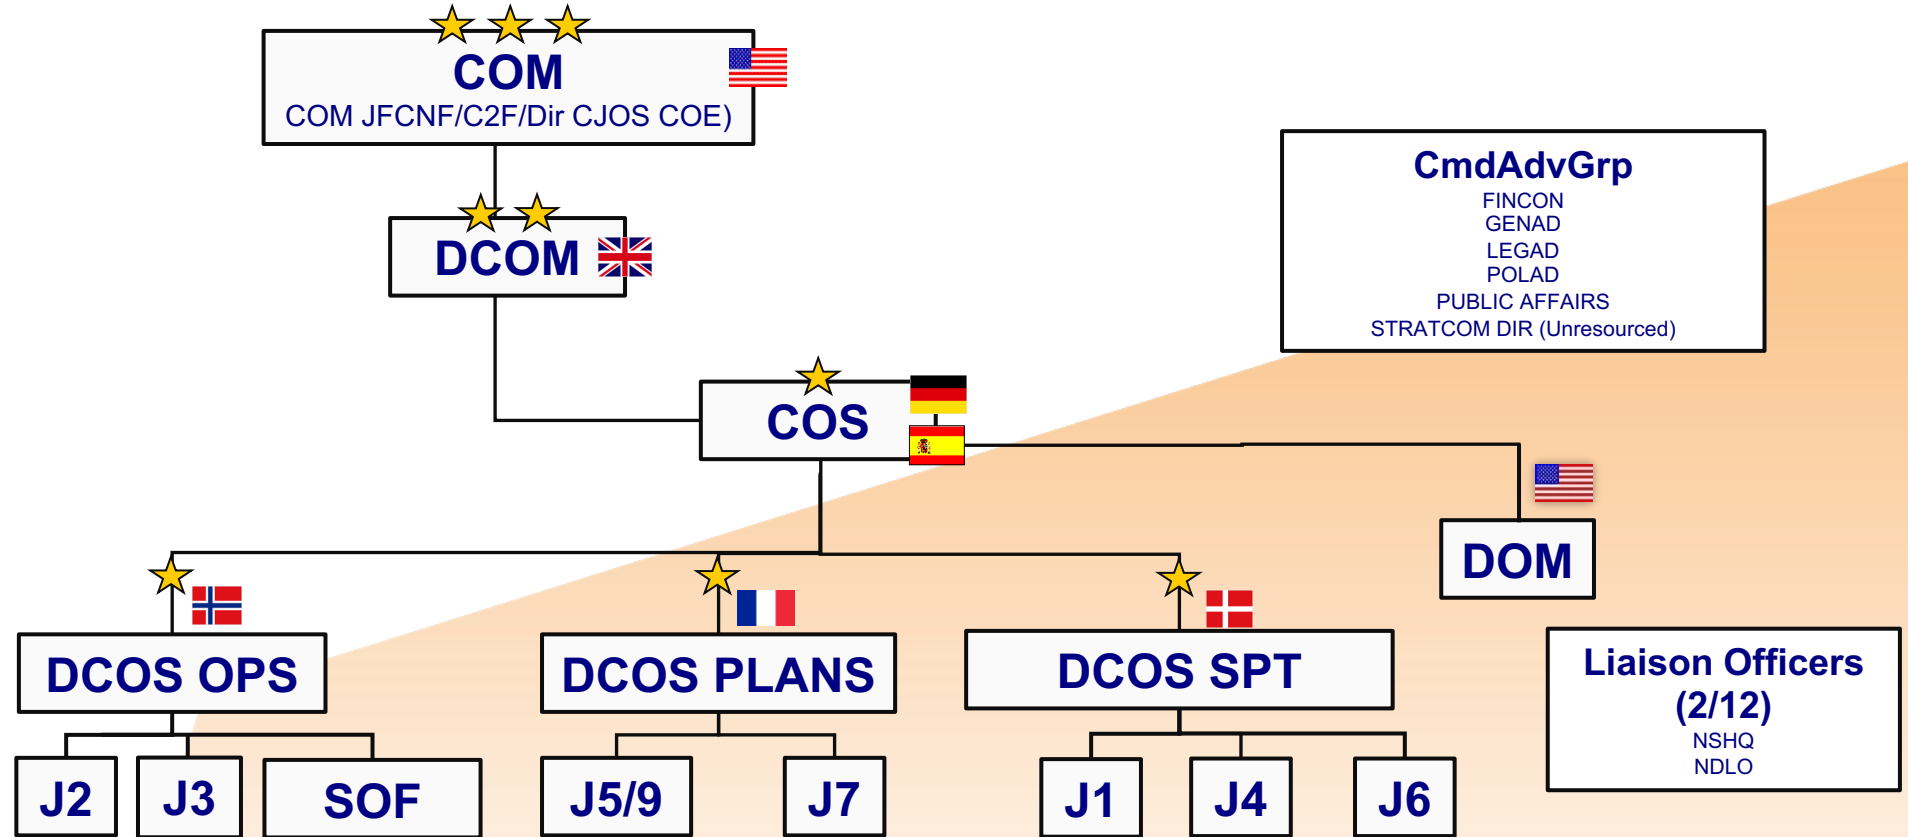 COM
COM JFCNF/C2F/Dir CJOS COE)
DCOM
CmdAdvGrp
FINCON
GENAD
LEGAD
POLAD
PUBLIC AFFAIRS
STRATCOM DIR (Unresourced)
COS
DOM
DCOS OPS
DCOS PLANS
DCOS SPT
Liaison Officers
(2/12)
NSHQ
NDLO
J2
J3
SOF
J5/9
J7
J1
J4
J6